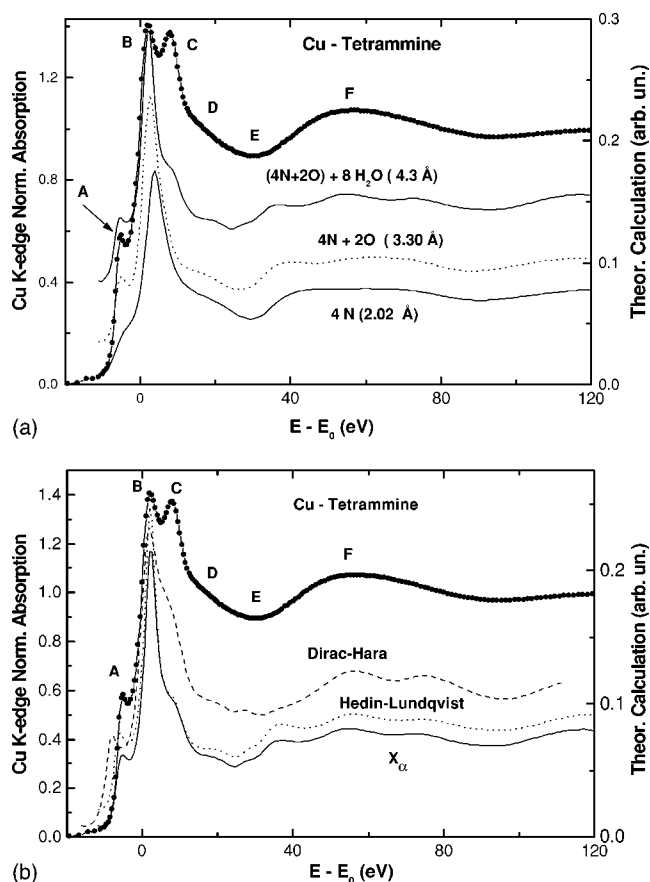 Cu - Tetrammine
B
C
D
E
F
A
(4N+2O) + 8 H₂O ( 4.3 Å)
4N + 2O ( 3.30 Å)
4 N (2.02 Å)
Cu K-edge Norm. Absorption
1.2
0.8
0.4
0.0
Theor. Calculation (arb. un.)
0.3
0.2
0.1
0.0
0 40 80 120
E - E₀ (eV)
(a)
Cu - Tetrammine
B
C
D
E
F
A
Dirac-Hara
Hedin-Lundqvist
Xα
Cu K-edge Norm. Absorption
1.4
1.2
1.0
0.8
0.6
0.4
0.2
0.0
Theor. Calculation (arb. un.)
0.2
0.1
0.0
0 40 80 120
E - E₀ (eV)
(b)